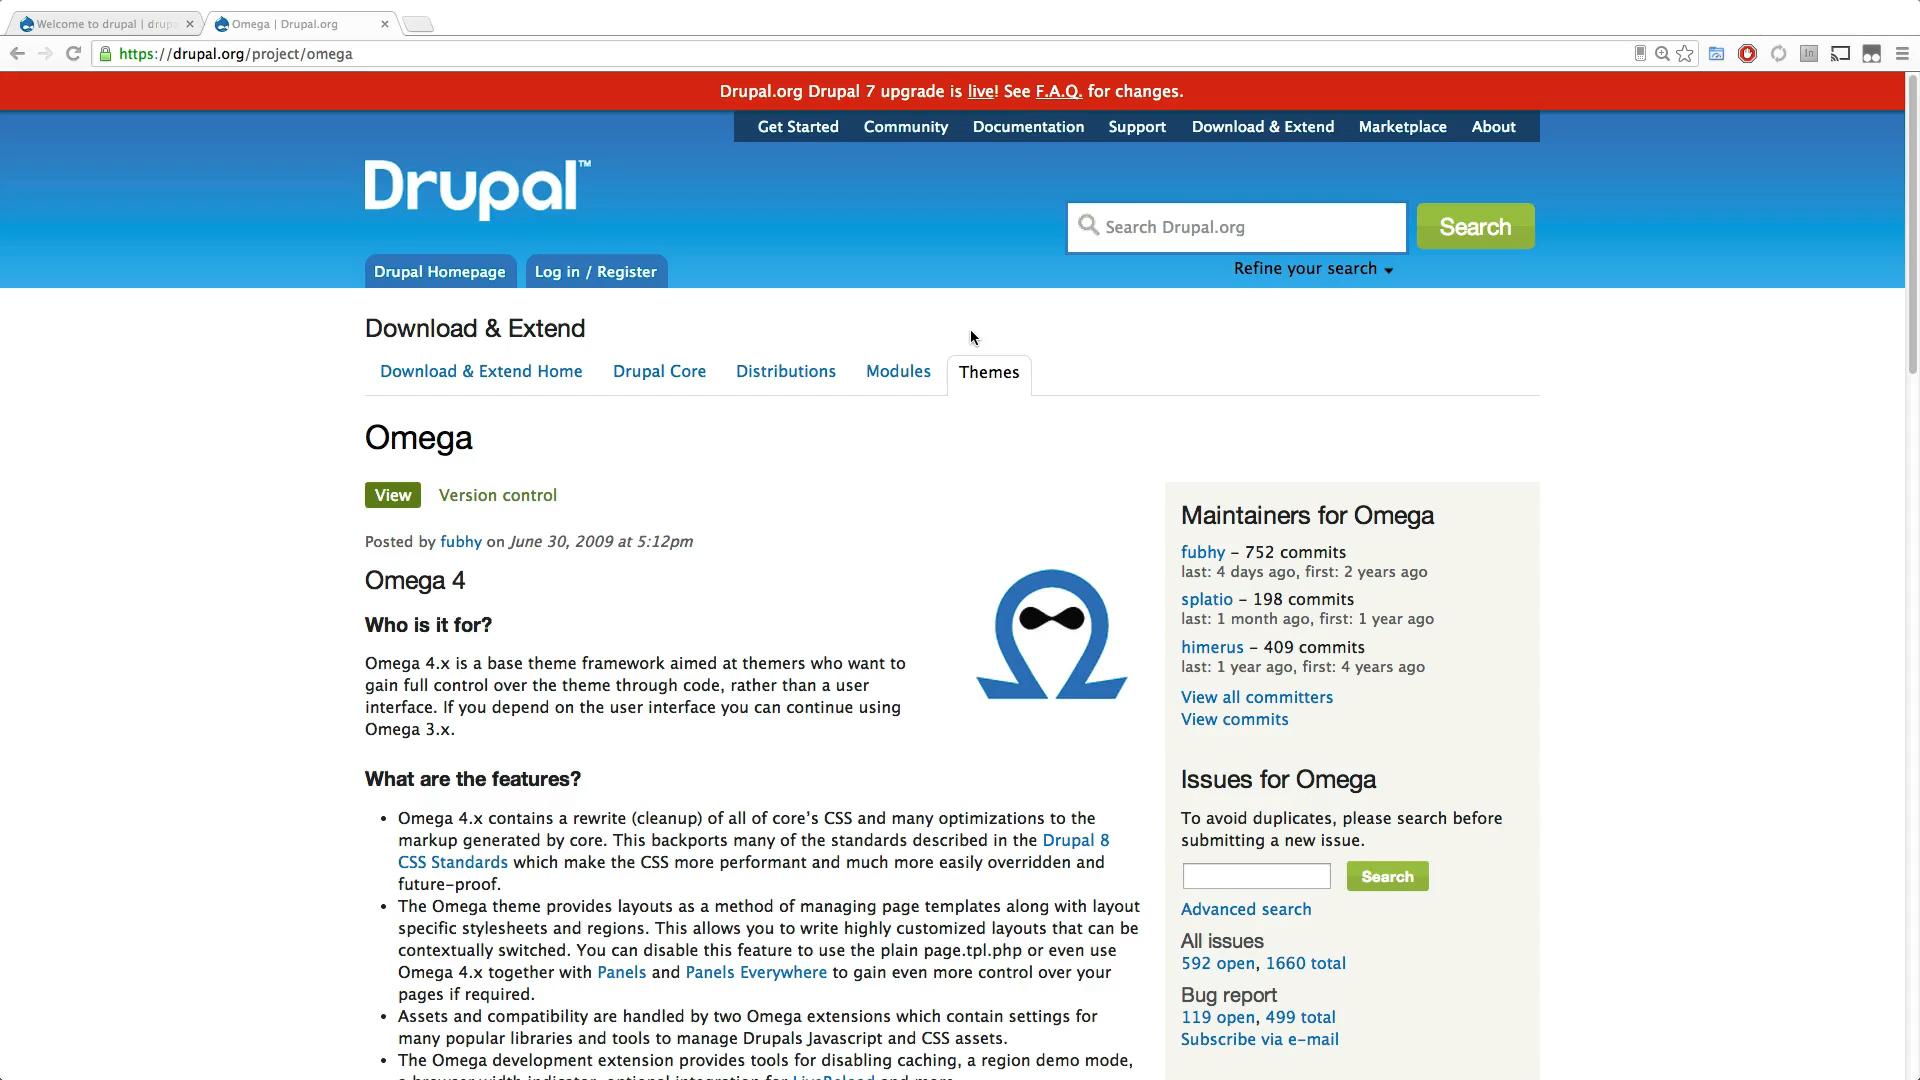 Welcome to drupal | drup
Omega | Drupal.org
https://drupal.org/project/omega
Drupal.org Drupal 7 upgrade is live! See F.A.Q. for changes.
Get Started Community Documentation Support Download & Extend Marketplace About
Drupal™
Search Drupal.org
Search
Refine your search
Drupal Homepage
Log in / Register
Download & Extend
Download & Extend Home Drupal Core Distributions Modules Themes
Omega
View
Version control
Posted by fubhy on June 30, 2009 at 5:12pm
Omega 4
Who is it for?
Omega 4.x is a base theme framework aimed at themers who want to
gain full control over the theme through code, rather than a user
interface. If you depend on the user interface you can continue using
Omega 3.x.
What are the features?
• Omega 4.x contains a rewrite (cleanup) of all of core's CSS and many optimizations to the
markup generated by core. This backports many of the standards described in the Drupal 8
CSS Standards which make the CSS more performant and much more easily overridden and
future-proof.
• The Omega theme provides layouts as a method of managing page templates along with layout
specific stylesheets and regions. This allows you to write highly customized layouts that can be
contextually switched. You can disable this feature to use the plain page.tpl.php or even use
Omega 4.x together with Panels and Panels Everywhere to gain even more control over your
pages if required.
• Assets and compatibility are handled by two Omega extensions which contain settings for
many popular libraries and tools to manage Drupals Javascript and CSS assets.
• The Omega development extension provides tools for disabling caching, a region demo mode,
a browser width indicator, optional integration for LiveReload and more.
Maintainers for Omega
fubhy – 752 commits
last: 4 days ago, first: 2 years ago
splatio – 198 commits
last: 1 month ago, first: 1 year ago
himerus – 409 commits
last: 1 year ago, first: 4 years ago
View all committers
View commits
Issues for Omega
To avoid duplicates, please search before
submitting a new issue.
Search
Advanced search
All issues
592 open, 1660 total
Bug report
119 open, 499 total
Subscribe via e-mail